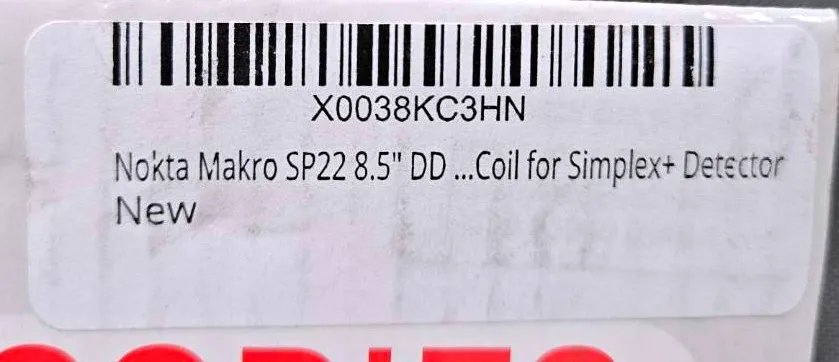 X0038KC3HN
Nokta Makro SP22 8.5" DD ...Coil for Simplex+ Detector
New